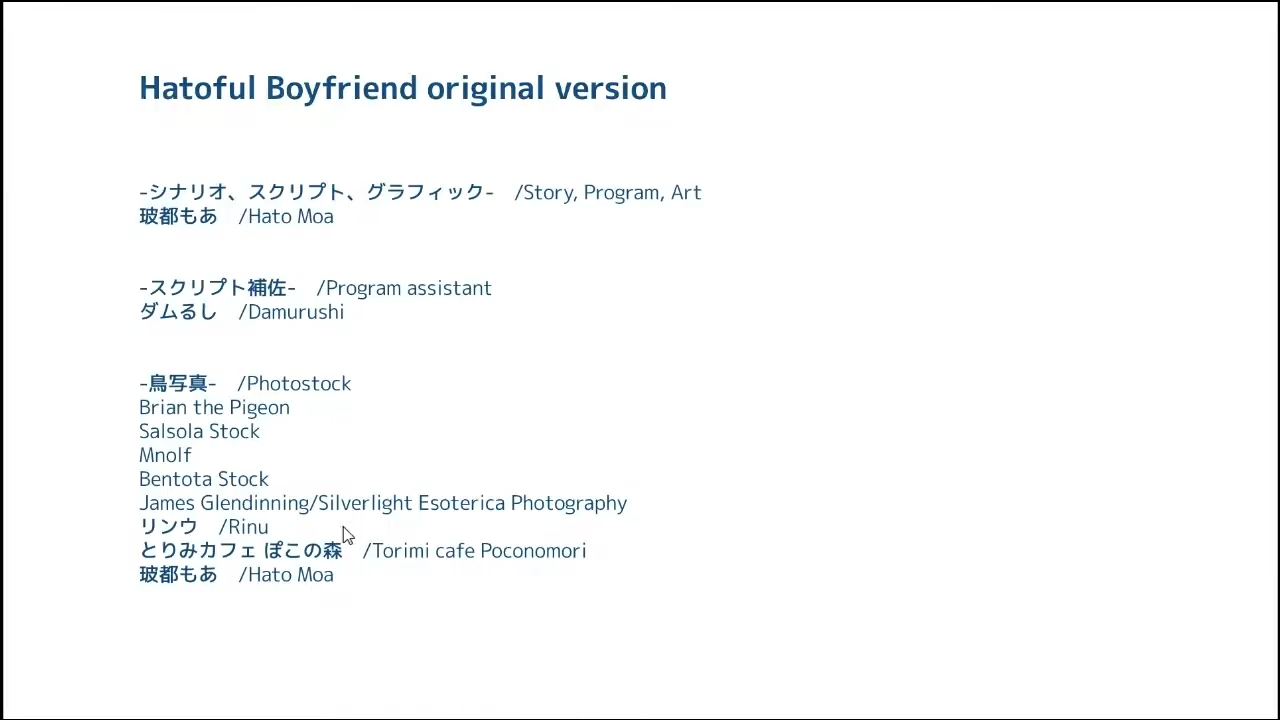 Hatoful Boyfriend original version
-シナリオ、スクリプト、グラフィック-　/Story, Program, Art
玻都もあ　/Hato Moa
-スクリプト補佐-　/Program assistant
ダムるし　/Damurushi
-鳥写真-　/Photostock
Brian the Pigeon
Salsola Stock
Mnolf
Bentota Stock
James Glendinning/Silverlight Esoterica Photography
リンウ　/Rinu
とりみカフェ ぽこの森　/Torimi cafe Poconomori
玻都もあ　/Hato Moa